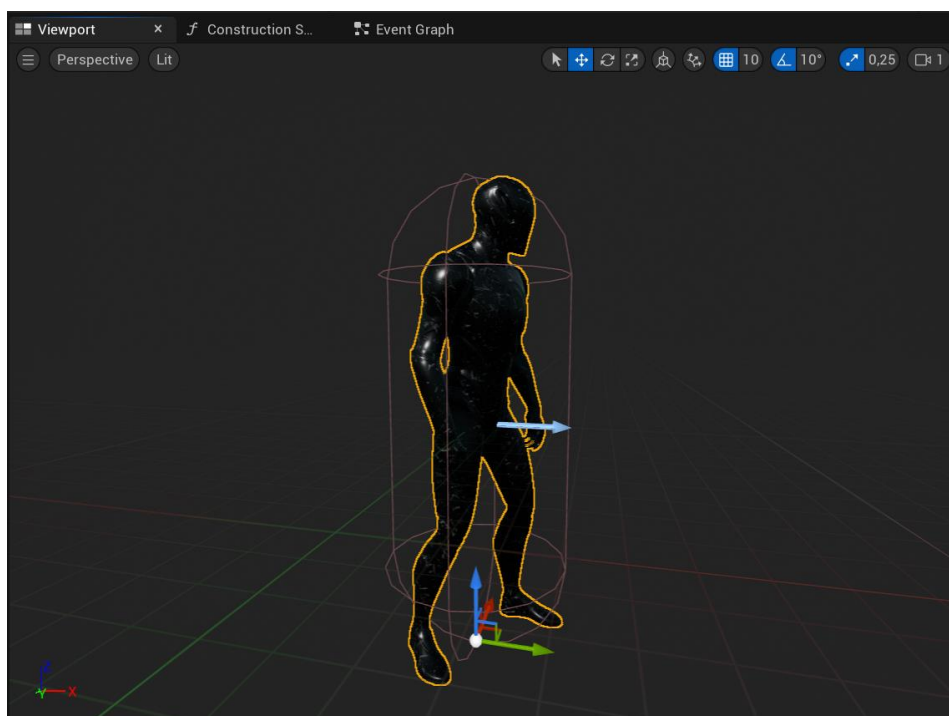 Viewport × f Construction S... Event Graph
Perspective Lit 10 10° 0,25 1
Y X